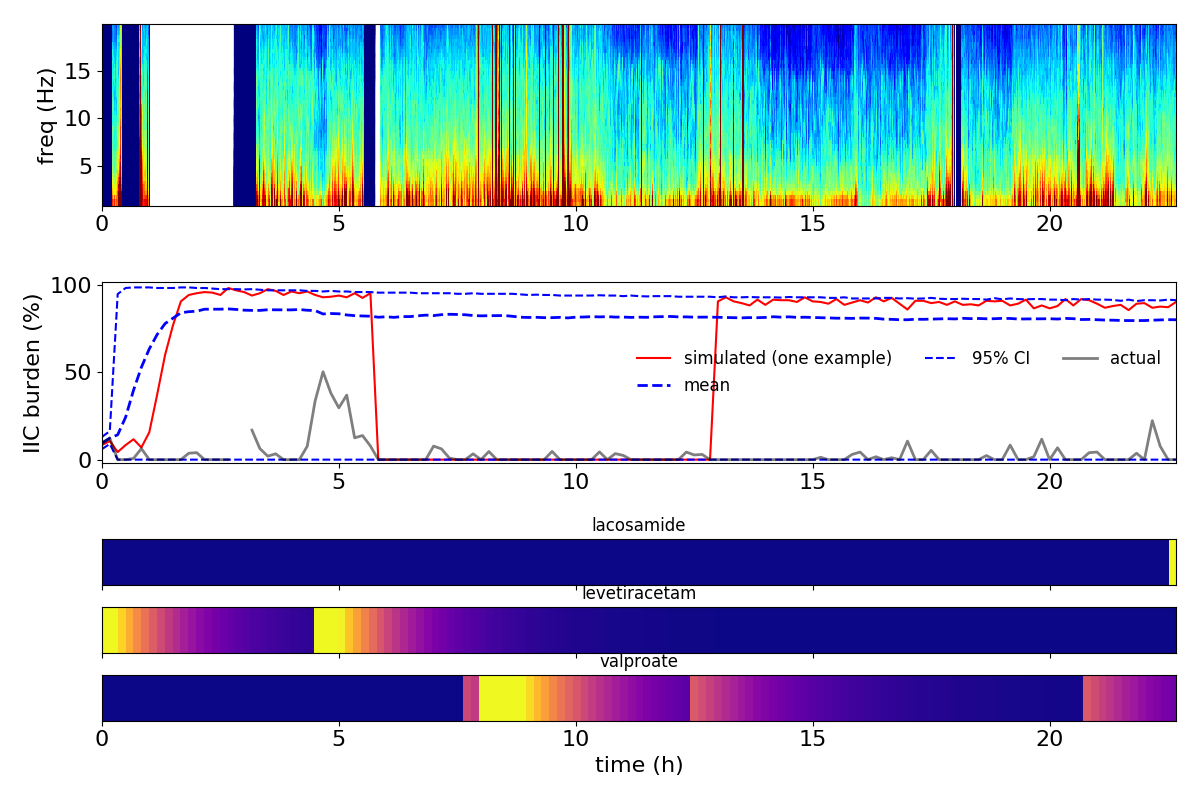 freq (Hz)
15
10
5
0 5 10 15 20
IIC burden (%)
100
50
0
simulated (one example) 95% CI actual
mean
0 5 10 15 20
lacosamide
levetiracetam
valproate
0 5 10 15 20
time (h)